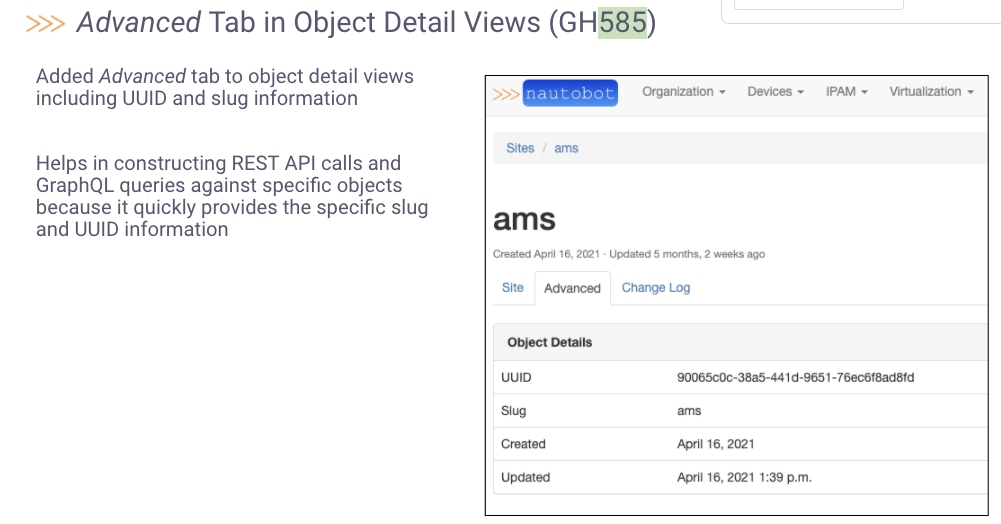 >>> Advanced Tab in Object Detail Views (GH585)
Added Advanced tab to object detail views
including UUID and slug information
Helps in constructing REST API calls and
GraphQL queries against specific objects
because it quickly provides the specific slug
and UUID information
>>> nautobot Organization Devices IPAM Virtualization
Sites / ams
ams
Created April 16, 2021 · Updated 5 months, 2 weeks ago
Site Advanced Change Log
Object Details
UUID 90065c0c-38a5-441d-9651-76ec6f8ad8fd
Slug ams
Created April 16, 2021
Updated April 16, 2021 1:39 p.m.